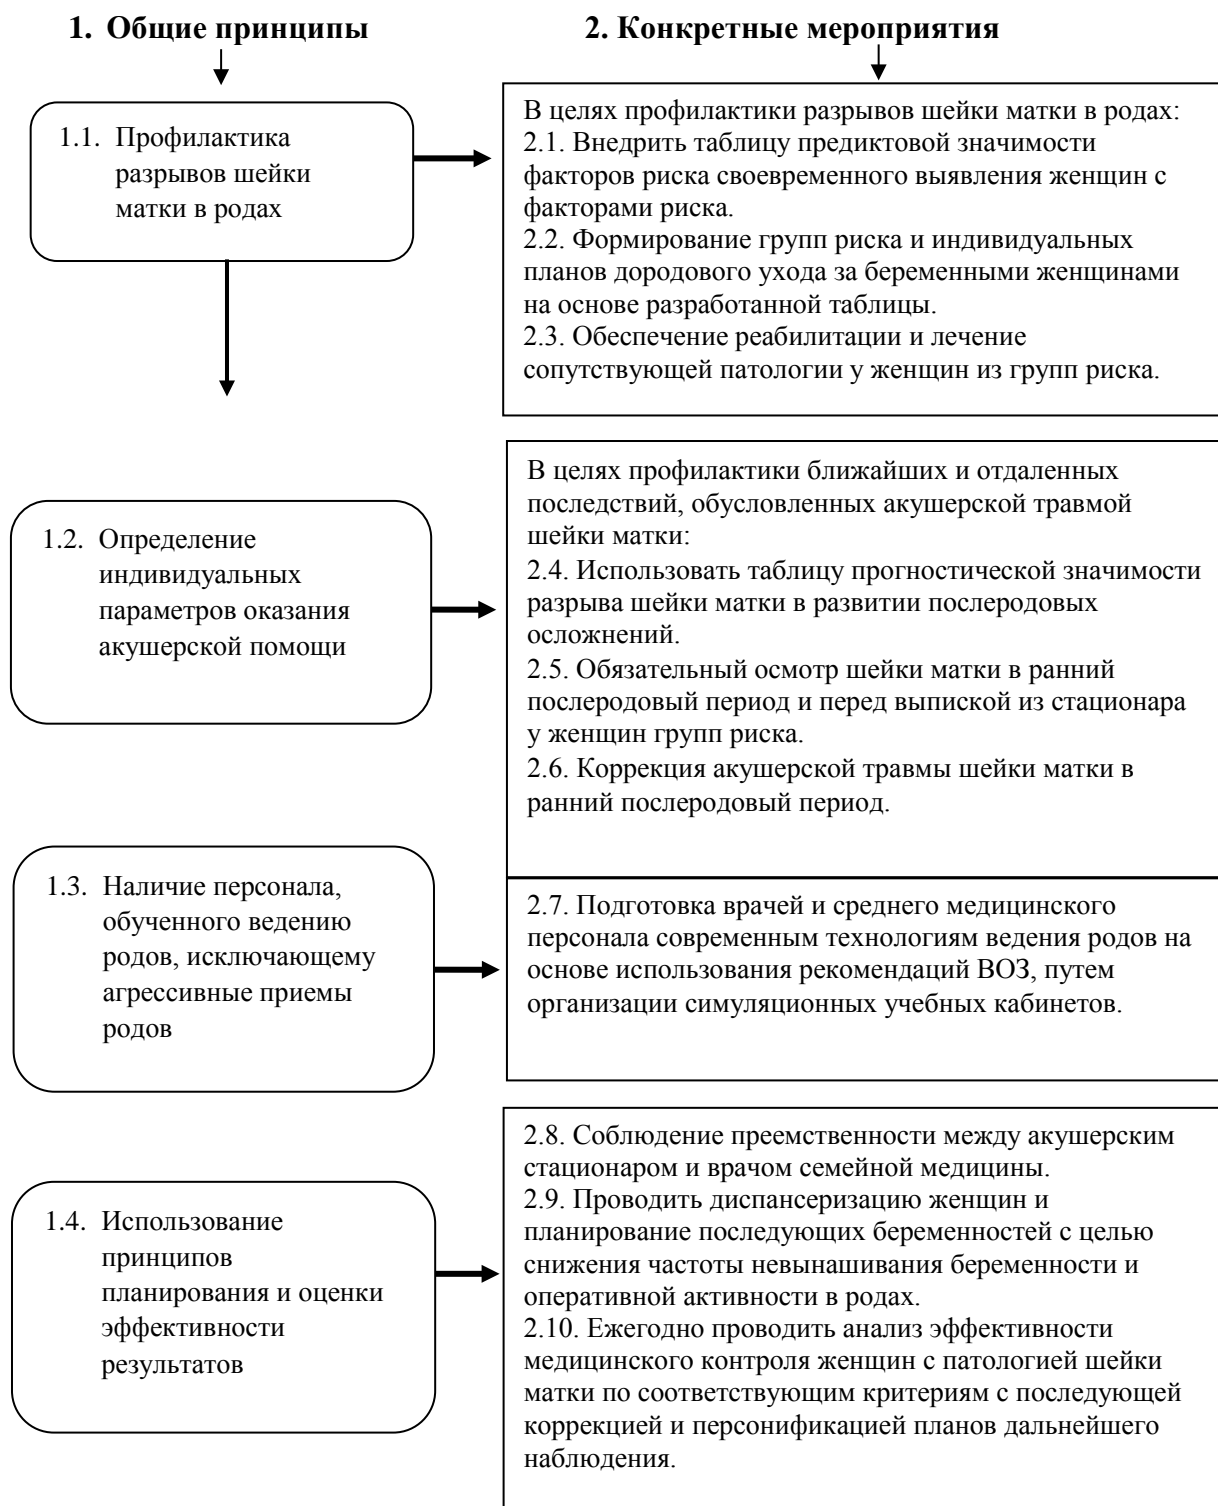 1. Общие принципы
2. Конкретные мероприятия
1.1. Профилактика
разрывов шейки
матки в родах
В целях профилактики разрывов шейки матки в родах:
2.1. Внедрить таблицу предиктовой значимости
факторов риска своевременного выявления женщин с
факторами риска.
2.2. Формирование групп риска и индивидуальных
планов дородового ухода за беременными женщинами
на основе разработанной таблицы.
2.3. Обеспечение реабилитации и лечение
сопутствующей патологии у женщин из групп риска.
1.2. Определение
индивидуальных
параметров оказания
акушерской помощи
В целях профилактики ближайших и отдаленных
последствий, обусловленных акушерской травмой
шейки матки:
2.4. Использовать таблицу прогностической значимости
разрыва шейки матки в развитии послеродовых
осложнений.
2.5. Обязательный осмотр шейки матки в ранний
послеродовый период и перед выпиской из стационара
у женщин групп риска.
2.6. Коррекция акушерской травмы шейки матки в
ранний послеродовый период.
1.3. Наличие персонала,
обученного ведению
родов, исключающему
агрессивные приемы
родов
2.7. Подготовка врачей и среднего медицинского
персонала современным технологиям ведения родов на
основе использования рекомендаций ВОЗ, путем
организации симуляционных учебных кабинетов.
1.4. Использование
принципов
планирования и оценки
эффективности
результатов
2.8. Соблюдение преемственности между акушерским
стационаром и врачом семейной медицины.
2.9. Проводить диспансеризацию женщин и
планирование последующих беременностей с целью
снижения частоты невынашивания беременности и
оперативной активности в родах.
2.10. Ежегодно проводить анализ эффективности
медицинского контроля женщин с патологией шейки
матки по соответствующим критериям с последующей
коррекцией и персонификацией планов дальнейшего
наблюдения.